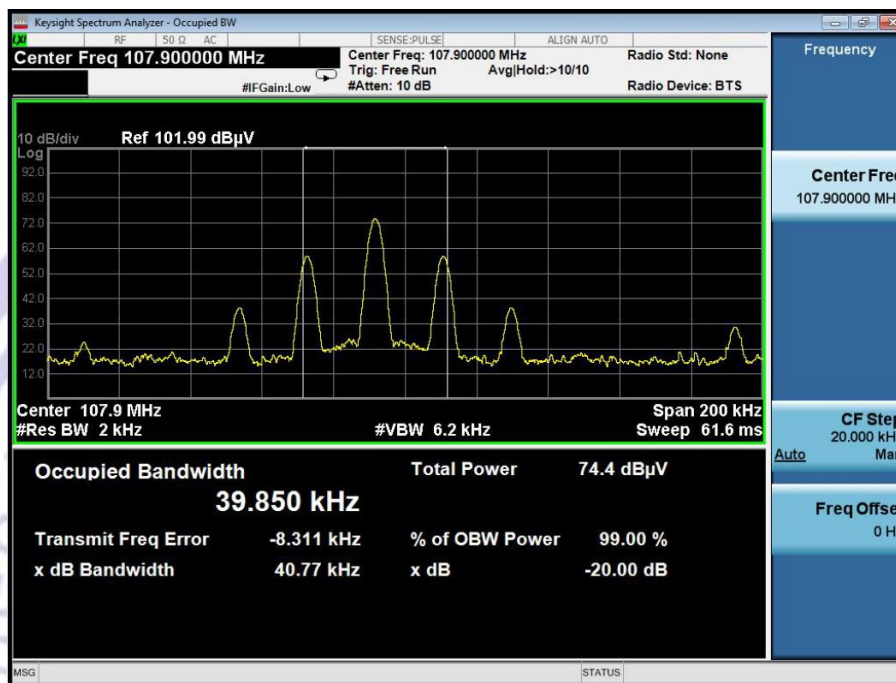 Keysight Spectrum Analyzer - Occupied BW
LXI RF 50 Ω AC SENSE:PULSE ALIGN AUTO
Center Freq 107.900000 MHz
Center Freq: 107.900000 MHz Radio Std: None
Trig: Free Run Avg|Hold:>10/10
#IFGain:Low #Atten: 10 dB Radio Device: BTS
10 dB/div Ref 101.99 dBµV
Log
92.0
82.0
72.0
62.0
52.0
42.0
32.0
22.0
12.0
Center 107.9 MHz Span 200 kHz
#Res BW 2 kHz #VBW 6.2 kHz Sweep 61.6 ms
Occupied Bandwidth Total Power 74.4 dBµV
39.850 kHz
Transmit Freq Error -8.311 kHz % of OBW Power 99.00 %
x dB Bandwidth 40.77 kHz x dB -20.00 dB
MSG STATUS
Frequency
Center Fre
107.900000 MH
CF Step
20.000 kH
Auto Ma
Freq Offse
0 H